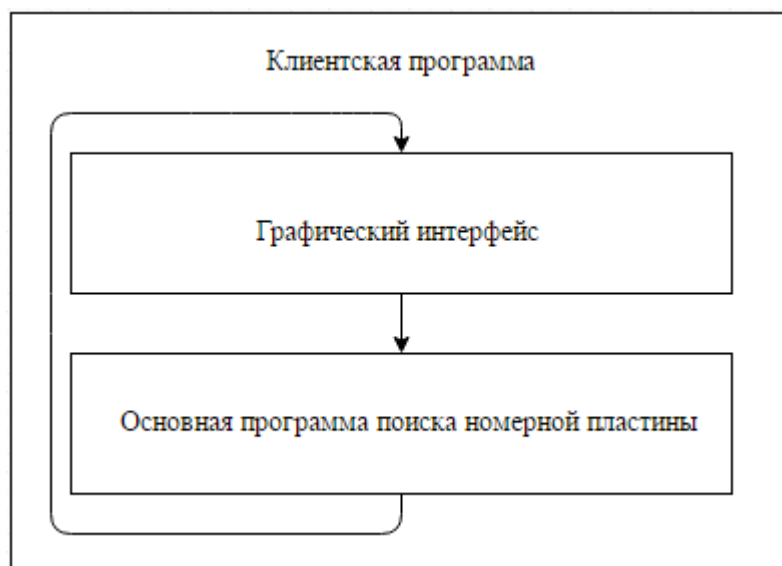 Клиентская программа
Графический интерфейс
Основная программа поиска номерной пластины